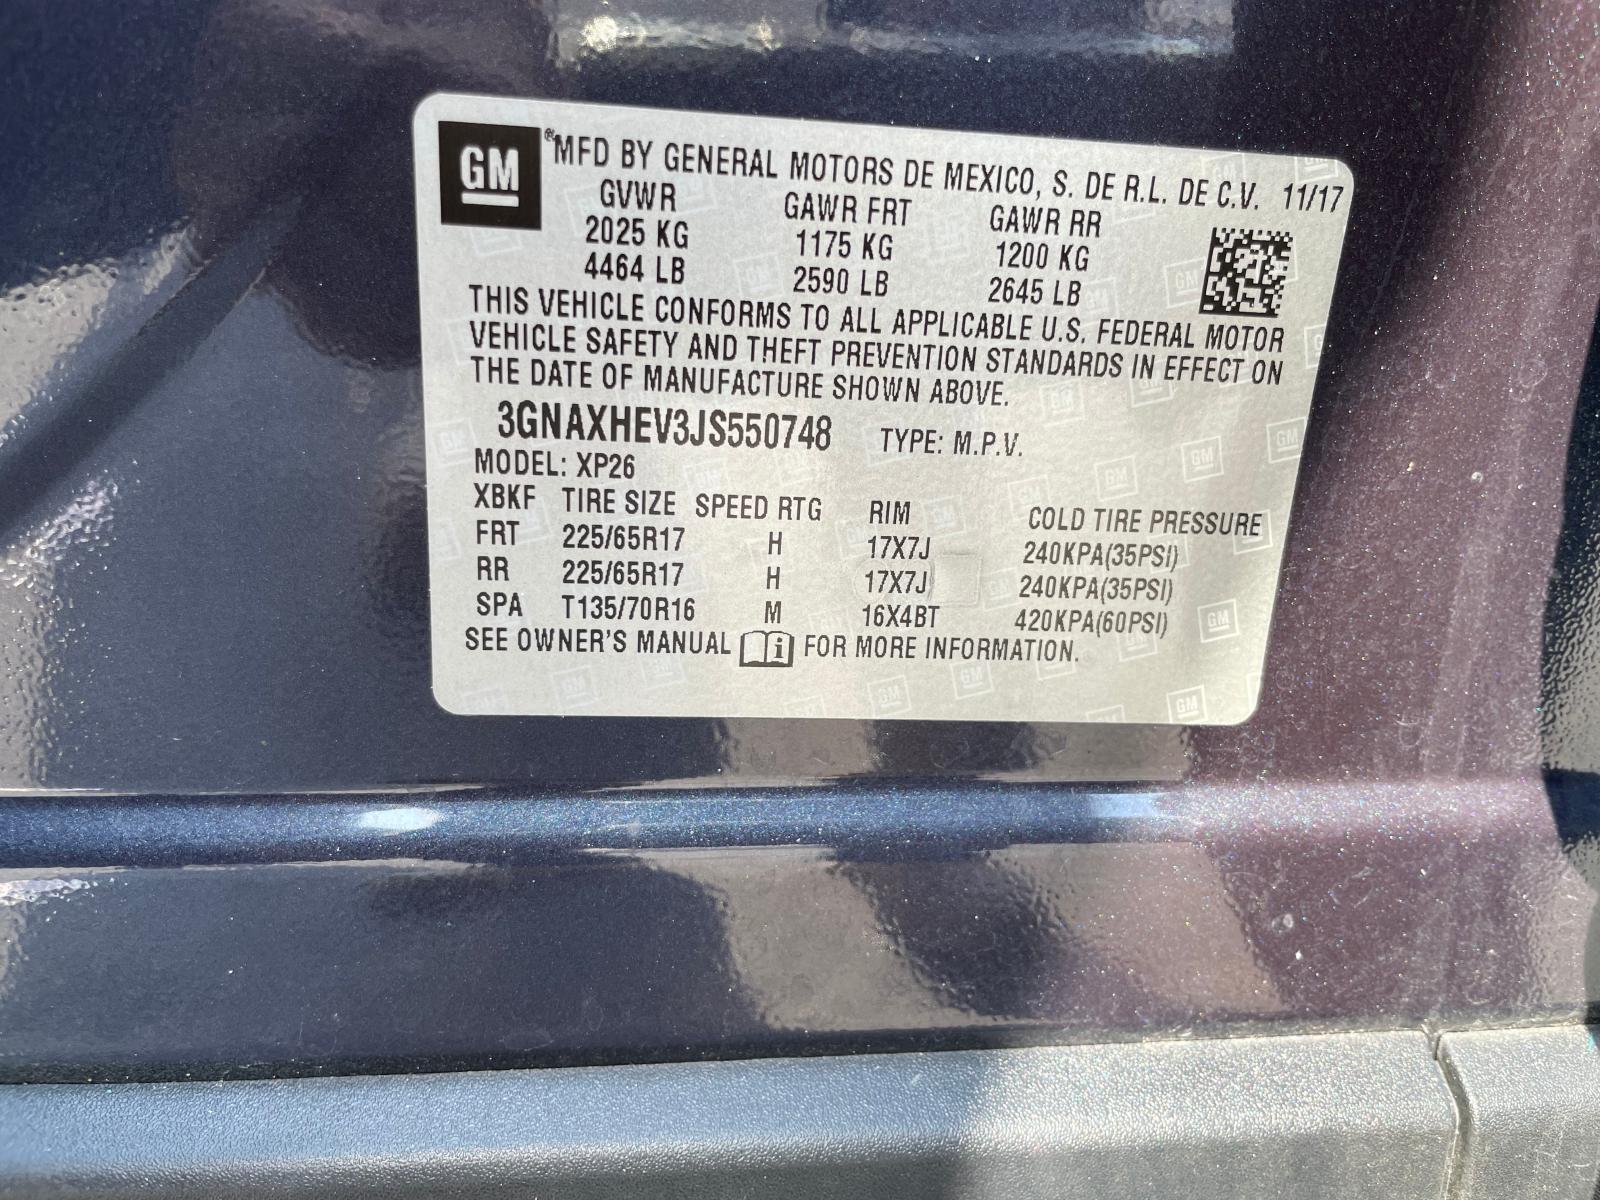 GM ® MFD BY GENERAL MOTORS DE MEXICO, S. DE R.L. DE C.V. 11/17
GVWR GAWR FRT GAWR RR
2025 KG 1175 KG 1200 KG
4464 LB 2590 LB 2645 LB
THIS VEHICLE CONFORMS TO ALL APPLICABLE U.S. FEDERAL MOTOR
VEHICLE SAFETY AND THEFT PREVENTION STANDARDS IN EFFECT ON
THE DATE OF MANUFACTURE SHOWN ABOVE.
3GNAXHEV3JS550748 TYPE: M.P.V.
MODEL: XP26
XBKF TIRE SIZE SPEED RTG RIM COLD TIRE PRESSURE
FRT 225/65R17 H 17X7J 240KPA(35PSI)
RR 225/65R17 H 17X7J 240KPA(35PSI)
SPA T135/70R16 M 16X4BT 420KPA(60PSI)
SEE OWNER'S MANUAL i FOR MORE INFORMATION.